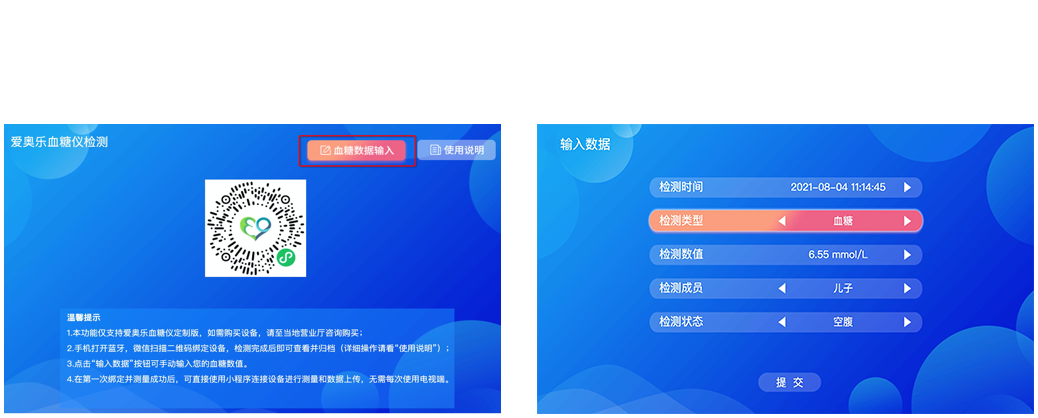 爱奥乐血糖仪检测
血糖数据输入
使用说明
温馨提示
1.本功能仅支持爱奥乐血糖仪定制版，如需购买设备，请至当地营业厅咨询购买；
2.手机打开蓝牙，微信扫描二维码绑定设备，检测完成后即可查看并归档（详细操作请看“使用说明”）；
3.点击“输入数据”按钮可手动输入您的血糖数值。
4.在第一次绑定并测量成功后，可直接使用小程序连接设备进行测量和数据上传，无需每次使用电视端。
输入数据
检测时间 2021-08-04 11:14:45
检测类型 血糖
检测数值 6.55 mmol/L
检测成员 儿子
检测状态 空腹
提 交